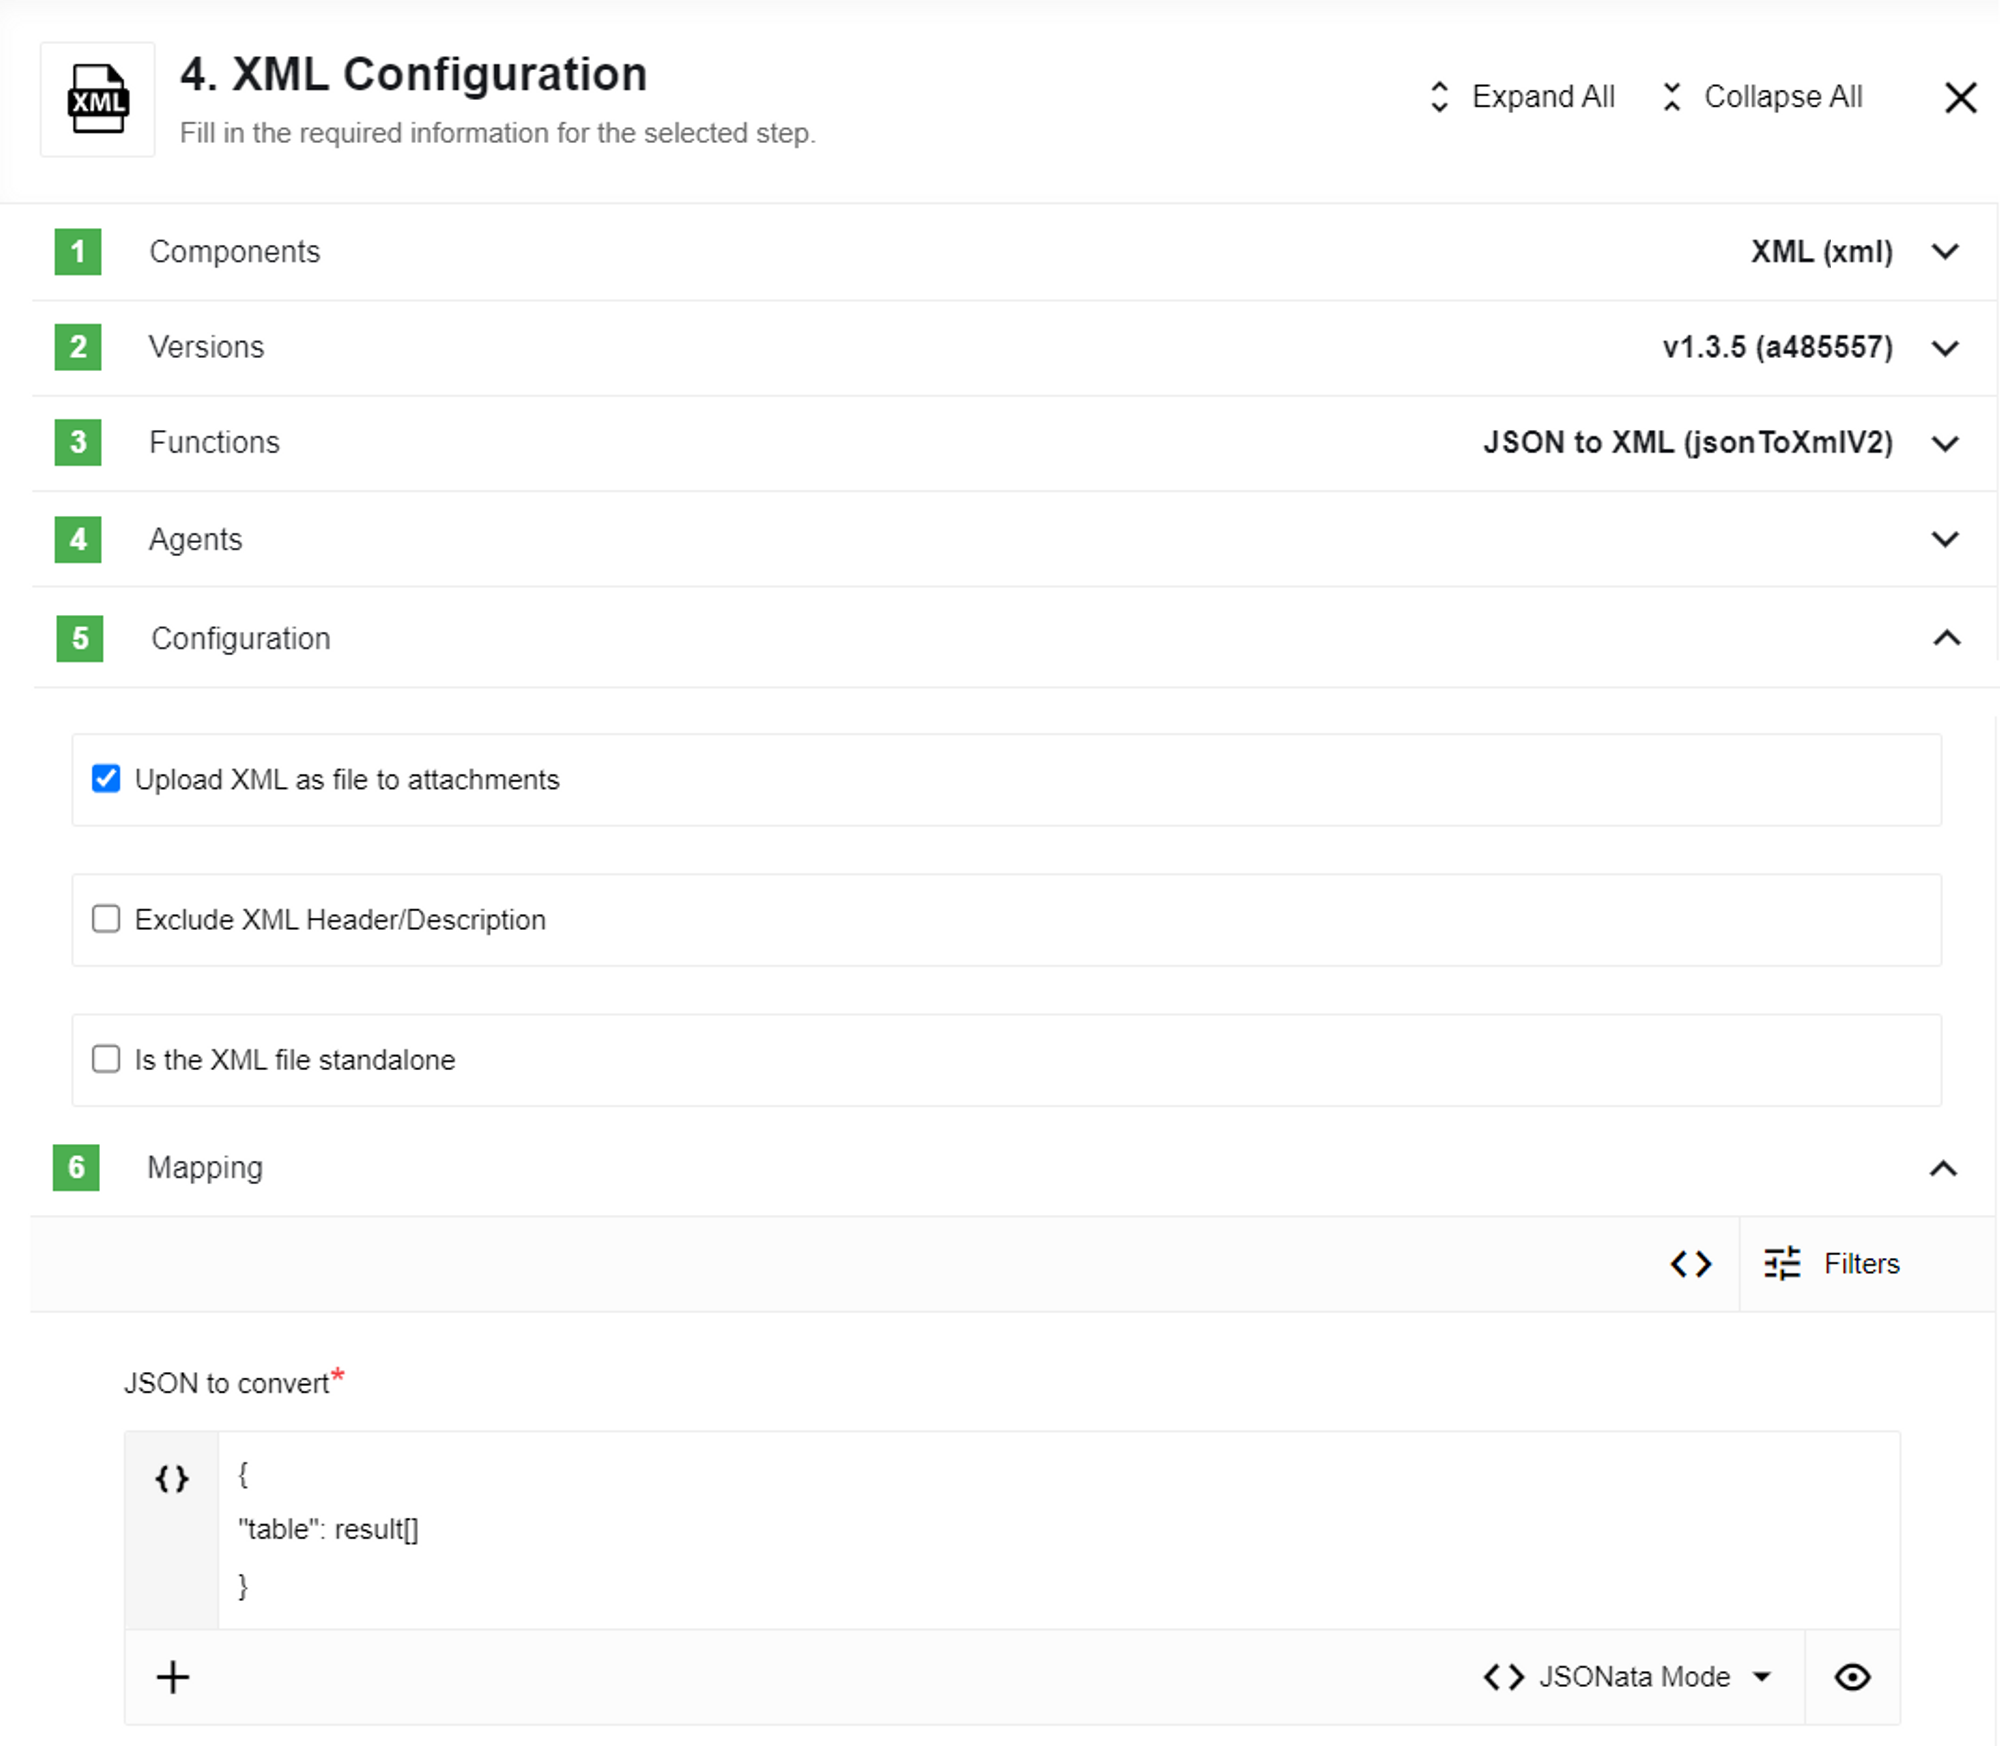 XML
4. XML Configuration
Fill in the required information for the selected step.
Expand All
Collapse All
1 Components XML (xml)
2 Versions v1.3.5 (a485557)
3 Functions JSON to XML (jsonToXmlV2)
4 Agents
5 Configuration
Upload XML as file to attachments
Exclude XML Header/Description
Is the XML file standalone
6 Mapping
Filters
JSON to convert*
{
"table": result[]
}
JSONata Mode